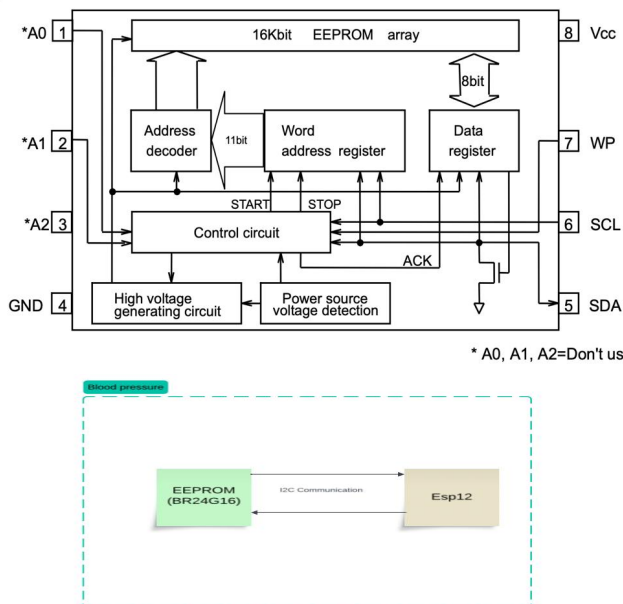 *A0 1
16Kbit EEPROM array
8 Vcc
8bit
*A1 2
Address
decoder
11bit
Word
address register
Data
register
7 WP
START STOP
*A2 3
Control circuit
6 SCL
ACK
GND 4
High voltage
generating circuit
Power source
voltage detection
5 SDA
* A0, A1, A2=Don't us
Blood pressure
EEPROM
(BR24G16)
I2C Communication
Esp12